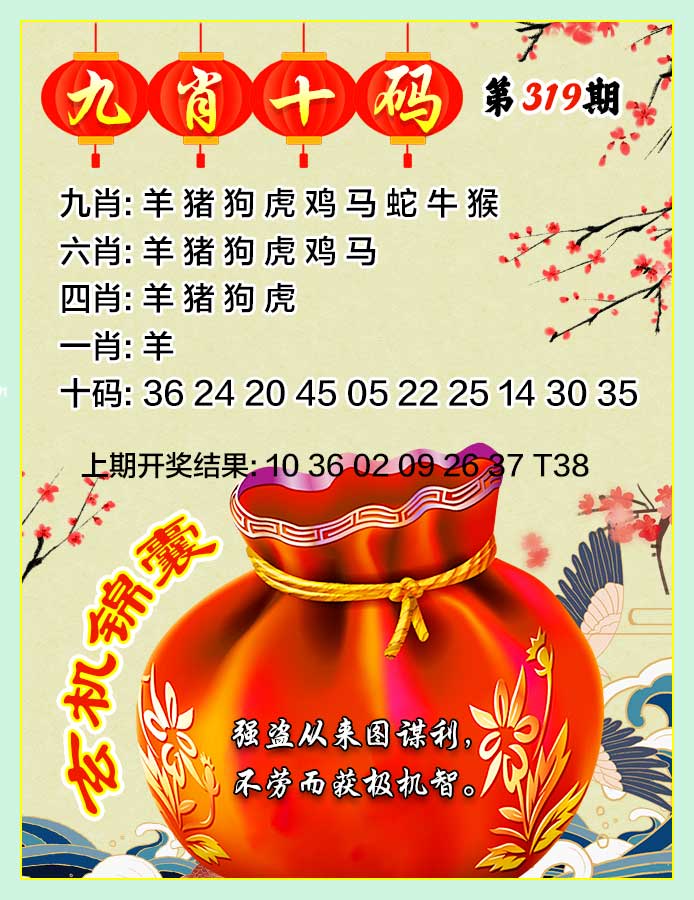 九肖十码 第319期
九肖: 羊 猪 狗 虎 鸡 马 蛇 牛 猴
六肖: 羊 猪 狗 虎 鸡 马
四肖: 羊 猪 狗 虎
一肖: 羊
十码: 36 24 20 45 05 22 25 14 30 35
上期开奖结果: 10 36 02 09 26 37 T38
玄机锦囊
强盗从来图谋利，
不劳而获极机智。